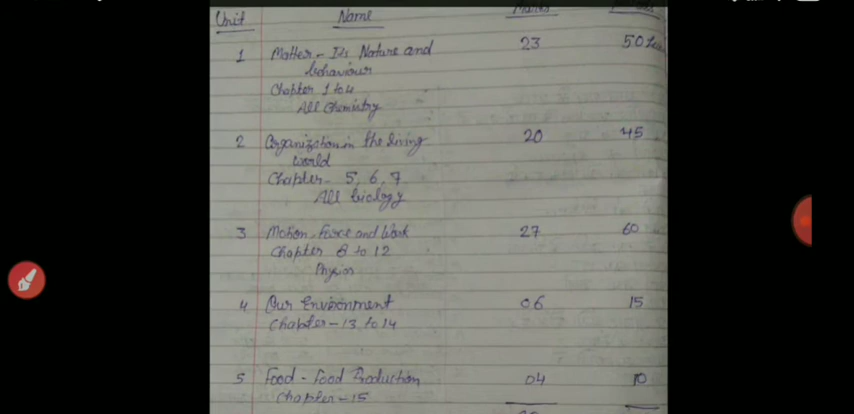 Unit Name Marks
1 Matter - Its Nature and 23 50
behaviour
Chapter 1 to 4
All Chemistry
2 Organization in the living 20 45
world
Chapter - 5, 6, 7
All biology
3 Motion, Force and Work 27 60
Chapter 8 to 12
Physics
4 Our Environment 06 15
Chapter - 13 to 14
5 Food - Food Production 04 10
Chapter - 15